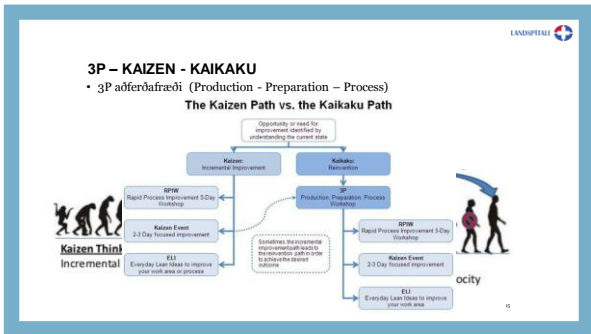 LANDSPÍTALI
3P – KAIZEN - KAIKAKU
• 3P aðferðafræði (Production - Preparation – Process)
The Kaizen Path vs. the Kaikaku Path
Opportunity or need for
improvement identified by
understanding the current state
Kaizen:
Incremental Improvement
Kaikaku:
Reinvention
RPIW
Rapid Process Improvement 5-Day
Workshop
3P
Production, Preparation, Process
Workshop
Kaizen Event
2-3 Day focused improvement
RPIW
Rapid Process Improvement 5-Day
Workshop
Sometimes the incremental
improvement path leads to
the reinvention path in order
to achieve the desired
outcome
Kaizen Think
Incremental
ELI
Everyday Lean Ideas to improve
your work area or process
Kaizen Event
2-3 Day focused improvement
ocity
ELI
Everyday Lean Ideas to improve
your work area